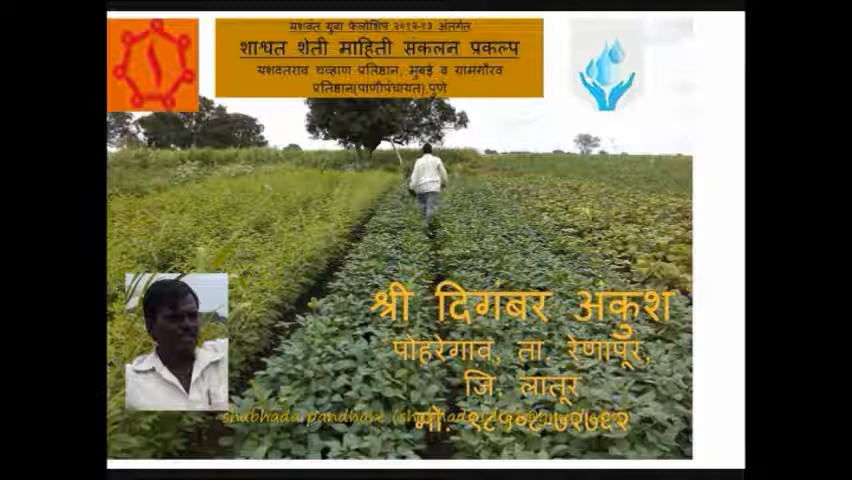 यशवंत युवा फेलोशिप २०१२-१३ अंतर्गत
शाश्वत शेती माहिती संकलन प्रकल्प
यशवंतराव चव्हाण प्रतिष्ठान, मुंबई व ग्रामगौरव
प्रतिष्ठान(पाणीपंचायत),पुणे
श्री दिगंबर अंकुश
पोहरेगाव, ता. रेणापूर,
जि. लातूर
shubhada pandhare
मो.